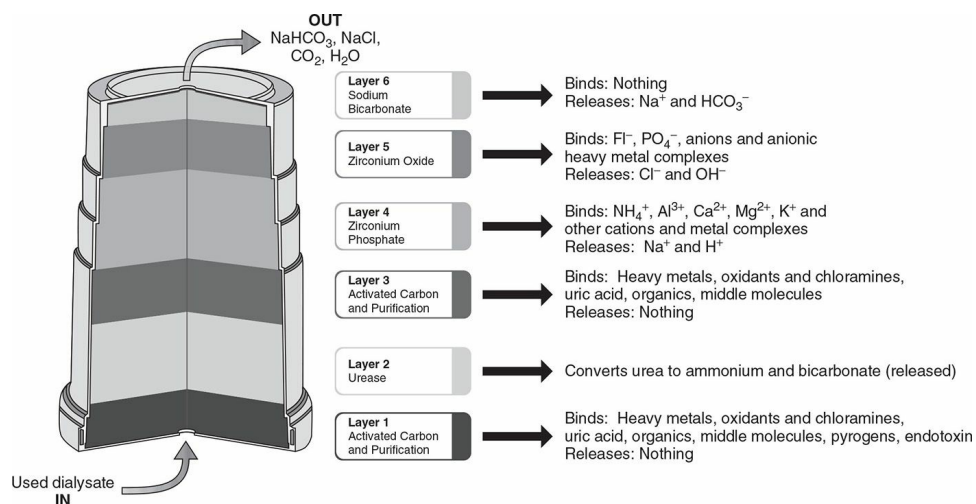 OUT
NaHCO₃, NaCl,
CO₂, H₂O
Layer 6
Sodium
Bicarbonate
Binds: Nothing
Releases: Na⁺ and HCO₃⁻
Layer 5
Zirconium Oxide
Binds: Fl⁻, PO₄⁻, anions and anionic
heavy metal complexes
Releases: Cl⁻ and OH⁻
Layer 4
Zirconium
Phosphate
Binds: NH₄⁺, Al³⁺, Ca²⁺, Mg²⁺, K⁺ and
other cations and metal complexes
Releases: Na⁺ and H⁺
Layer 3
Activated Carbon
and Purification
Binds: Heavy metals, oxidants and chloramines,
uric acid, organics, middle molecules
Releases: Nothing
Layer 2
Urease
Converts urea to ammonium and bicarbonate (released)
Layer 1
Activated Carbon
and Purification
Binds: Heavy metals, oxidants and chloramines,
uric acid, organics, middle molecules, pyrogens, endotoxin
Releases: Nothing
Used dialysate
IN